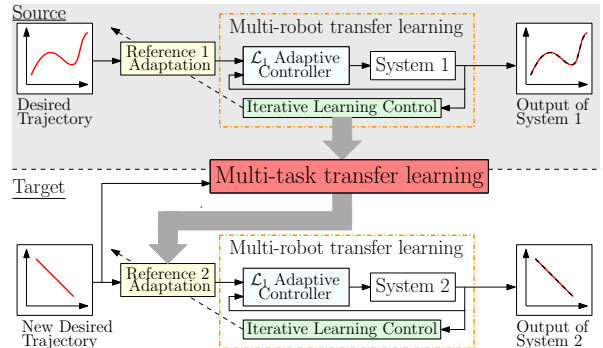 Source
Multi-robot transfer learning
Reference 1
Adaptation
ℒ1 Adaptive
Controller
System 1
Iterative Learning Control
Desired
Trajectory
Output of
System 1
Multi-task transfer learning
Target
Multi-robot transfer learning
Reference 2
Adaptation
ℒ1 Adaptive
Controller
System 2
Iterative Learning Control
New Desired
Trajectory
Output of
System 2